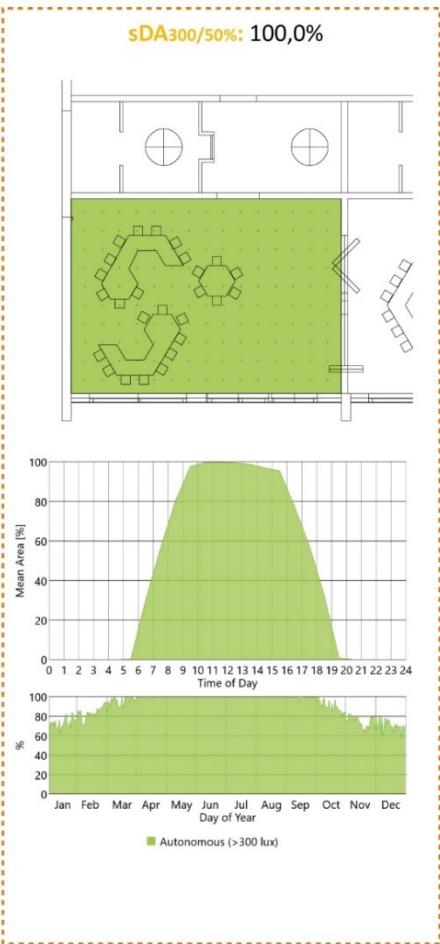 sDA300/50%: 100,0%
100
80
60
40
20
0
Mean Area [%]
0 1 2 3 4 5 6 7 8 9 10 11 12 13 14 15 16 17 18 19 20 21 22 23 24
Time of Day
100
80
60
40
20
0
%
Jan Feb Mar Apr May Jun Jul Aug Sep Oct Nov Dec
Day of Year
Autonomous (>300 lux)